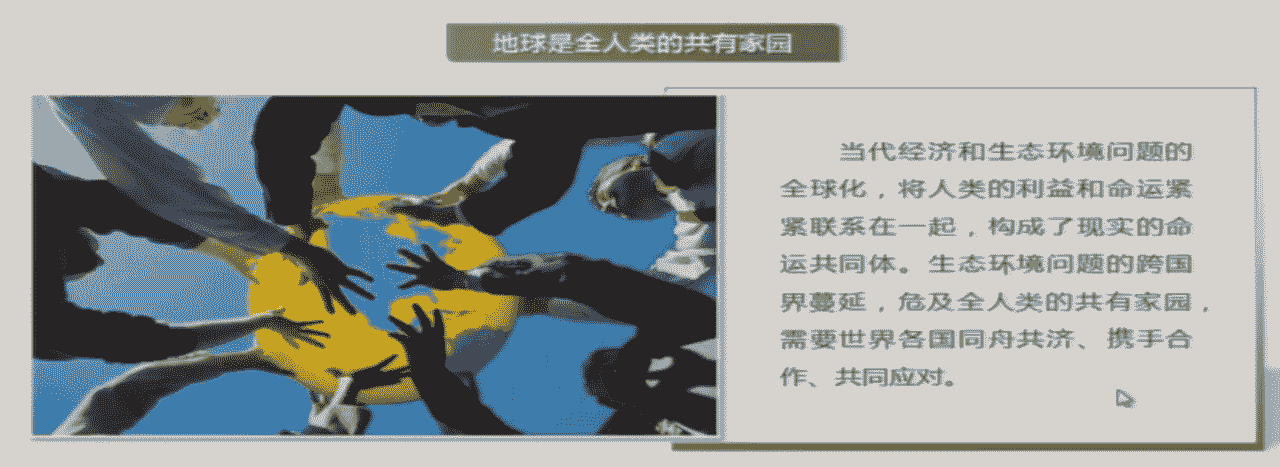 地球是全人类的共有家园
当代经济和生态环境问题的
全球化，将人类的利益和命运紧
紧联系在一起，构成了现实的命
运共同体。生态环境问题的跨国
界蔓延，危及全人类的共有家园，
需要世界各国同舟共济、携手合
作、共同应对。